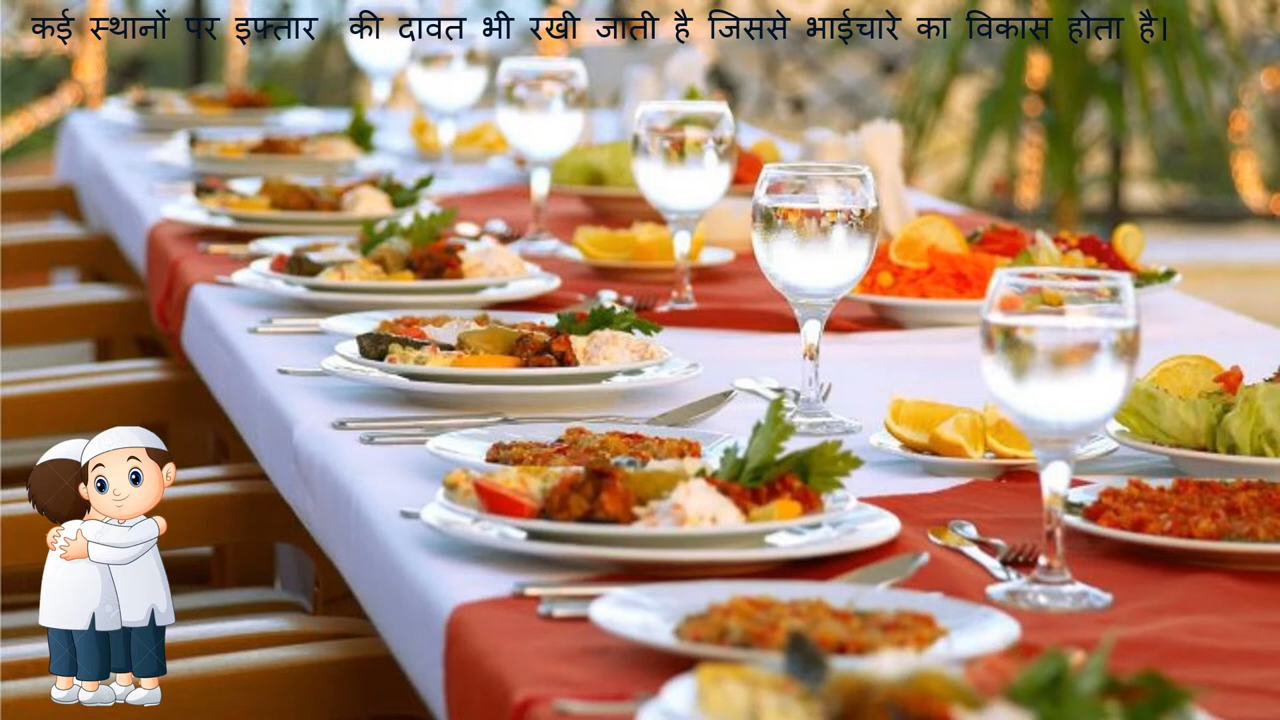 कई स्थानों पर इफ्तार की दावत भी रखी जाती है जिससे भाईचारे का विकास होता है।